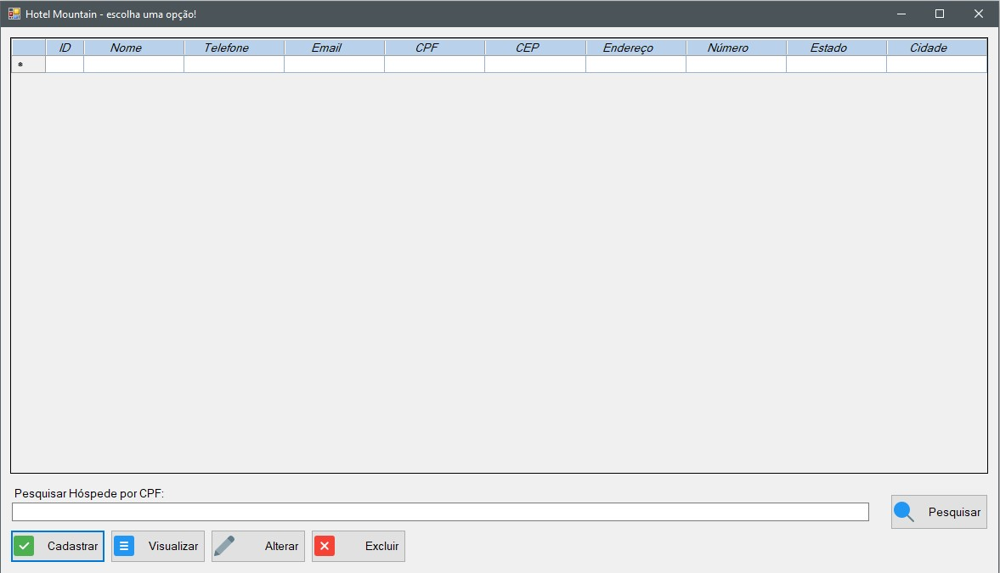 Hotel Mountain - escolha uma opção!
ID Nome Telefone Email CPF CEP Endereço Número Estado Cidade
*
Pesquisar Hóspede por CPF:
Pesquisar
Cadastrar Visualizar Alterar Excluir